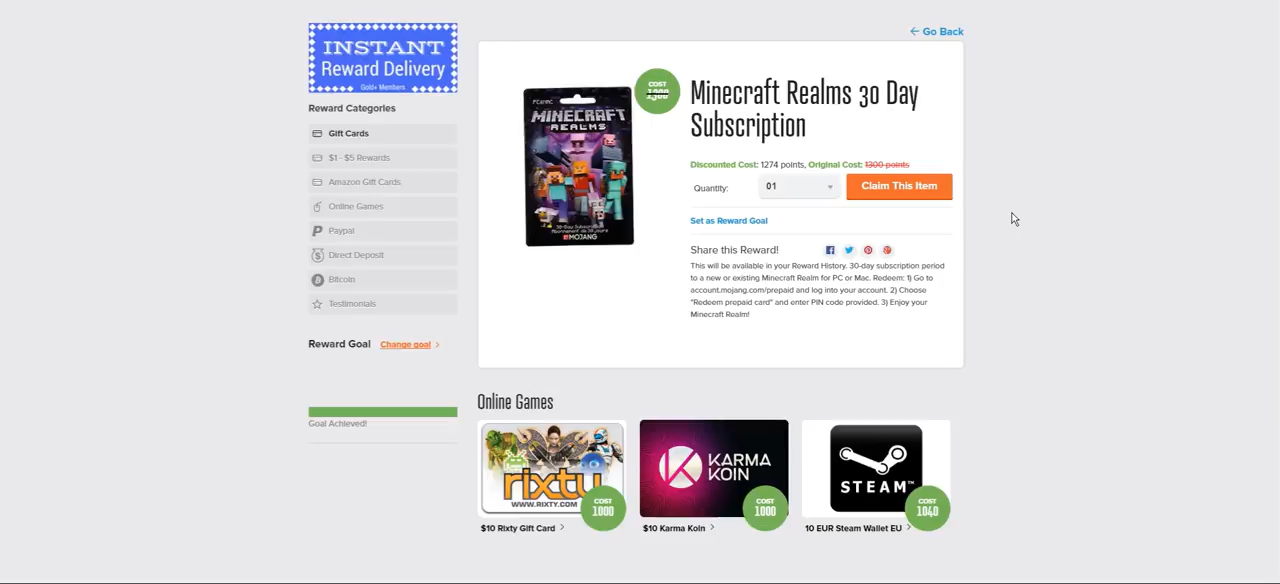 INSTANT
Reward Delivery
Gold+ Members
Reward Categories
Gift Cards
$1 - $5 Rewards
Amazon Gift Cards
Online Games
Paypal
Direct Deposit
Bitcoin
Testimonials
Reward Goal Change goal >
Goal Achieved!
← Go Back
PC & MAC
MINECRAFT
REALMS
MOJANG
COST
1300
Minecraft Realms 30 Day
Subscription
Discounted Cost: 1274 points, Original Cost: 1300 points
Quantity: 01 Claim This Item
Set as Reward Goal
Share this Reward!
This will be available in your Reward History. 30-day subscription period
to a new or existing Minecraft Realm for PC or Mac. Redeem: 1) Go to
account.mojang.com/prepaid and log into your account. 2) Choose
"Redeem prepaid card" and enter PIN code provided. 3) Enjoy your
Minecraft Realm!
Online Games
rixty
WWW.RIXTY.COM
COST
1000
$10 Rixty Gift Card >
KARMA
KOIN
COST
1000
$10 Karma Koin >
STEAM™
COST
1040
10 EUR Steam Wallet EU >